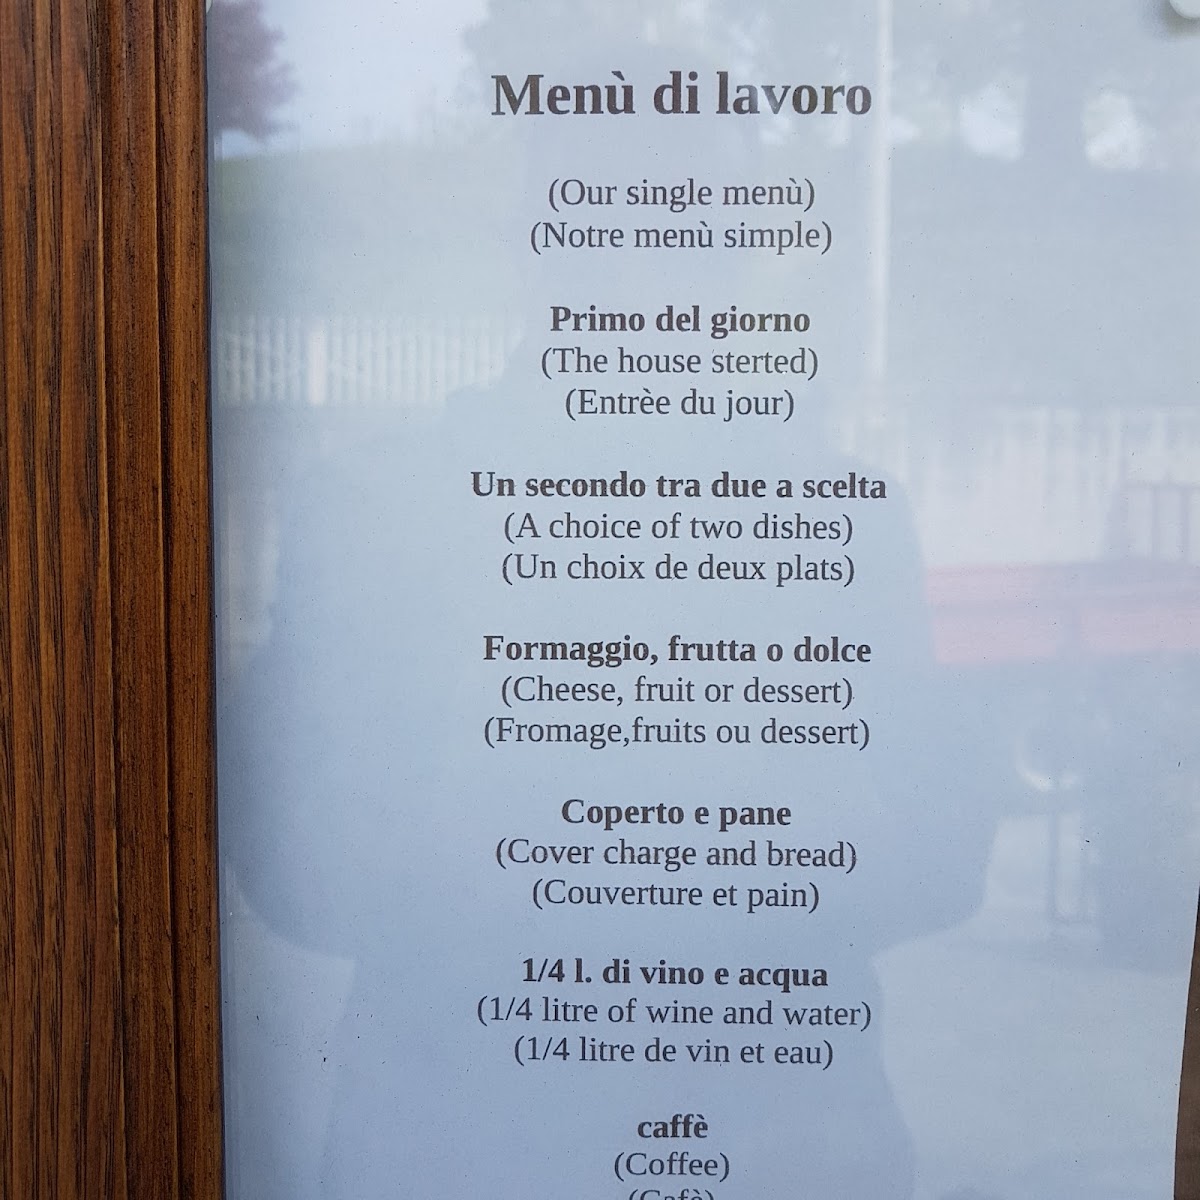 Menù di lavoro
(Our single menù)
(Notre menù simple)
Primo del giorno
(The house sterted)
(Entrèe du jour)
Un secondo tra due a scelta
(A choice of two dishes)
(Un choix de deux plats)
Formaggio, frutta o dolce
(Cheese, fruit or dessert)
(Fromage,fruits ou dessert)
Coperto e pane
(Cover charge and bread)
(Couverture et pain)
1/4 l. di vino e acqua
(1/4 litre of wine and water)
(1/4 litre de vin et eau)
caffè
(Coffee)
(Cafè)